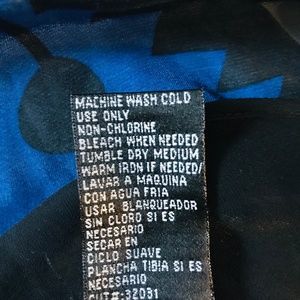 MACHINE WASH COLD
USE ONLY
NON-CHLORINE
BLEACH WHEN NEEDED
TUMBLE DRY MEDIUM
WARM IRON IF NEEDED/
LAVAR A MAQUINA
CON AGUA FRIA
USAR BLANQUEADOR
SIN CLORO SI ES
NECESARIO
SECAR EN
CICLO SUAVE
PLANCHA TIBIA SI ES
NECESARIO
CUT#:32031